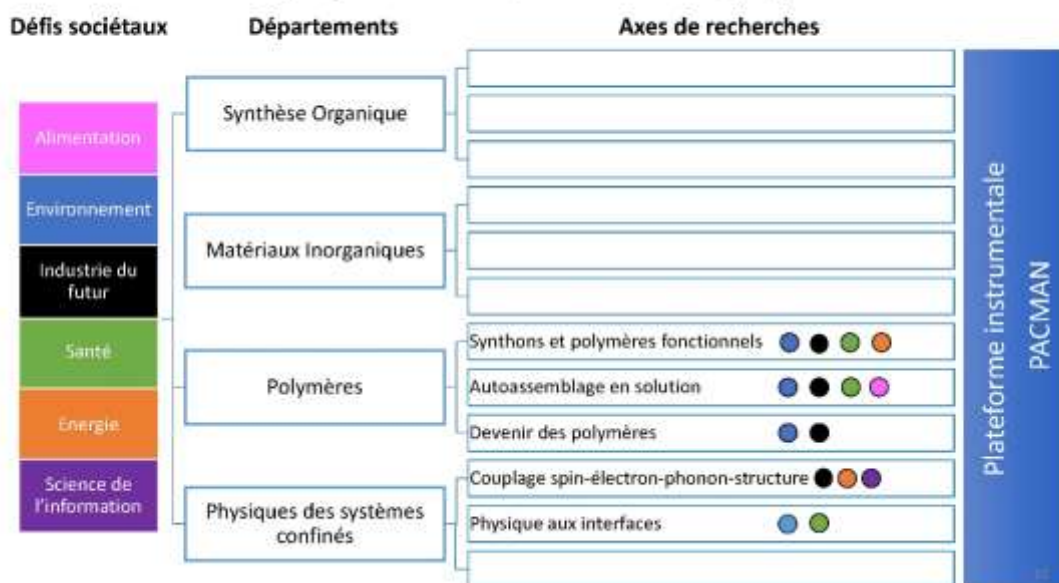 Défis sociétaux
Départements
Axes de recherches
Alimentation
Environnement
Industrie du
futur
Santé
Energie
Science de
l'information
Synthèse Organique
Matériaux Inorganiques
Polymères
Physiques des systèmes
confinés
Synthons et polymères fonctionnels
Autoassemblage en solution
Devenir des polymères
Couplage spin-électron-phonon-structure
Physique aux interfaces
Plateforme instrumentale
PACMAN